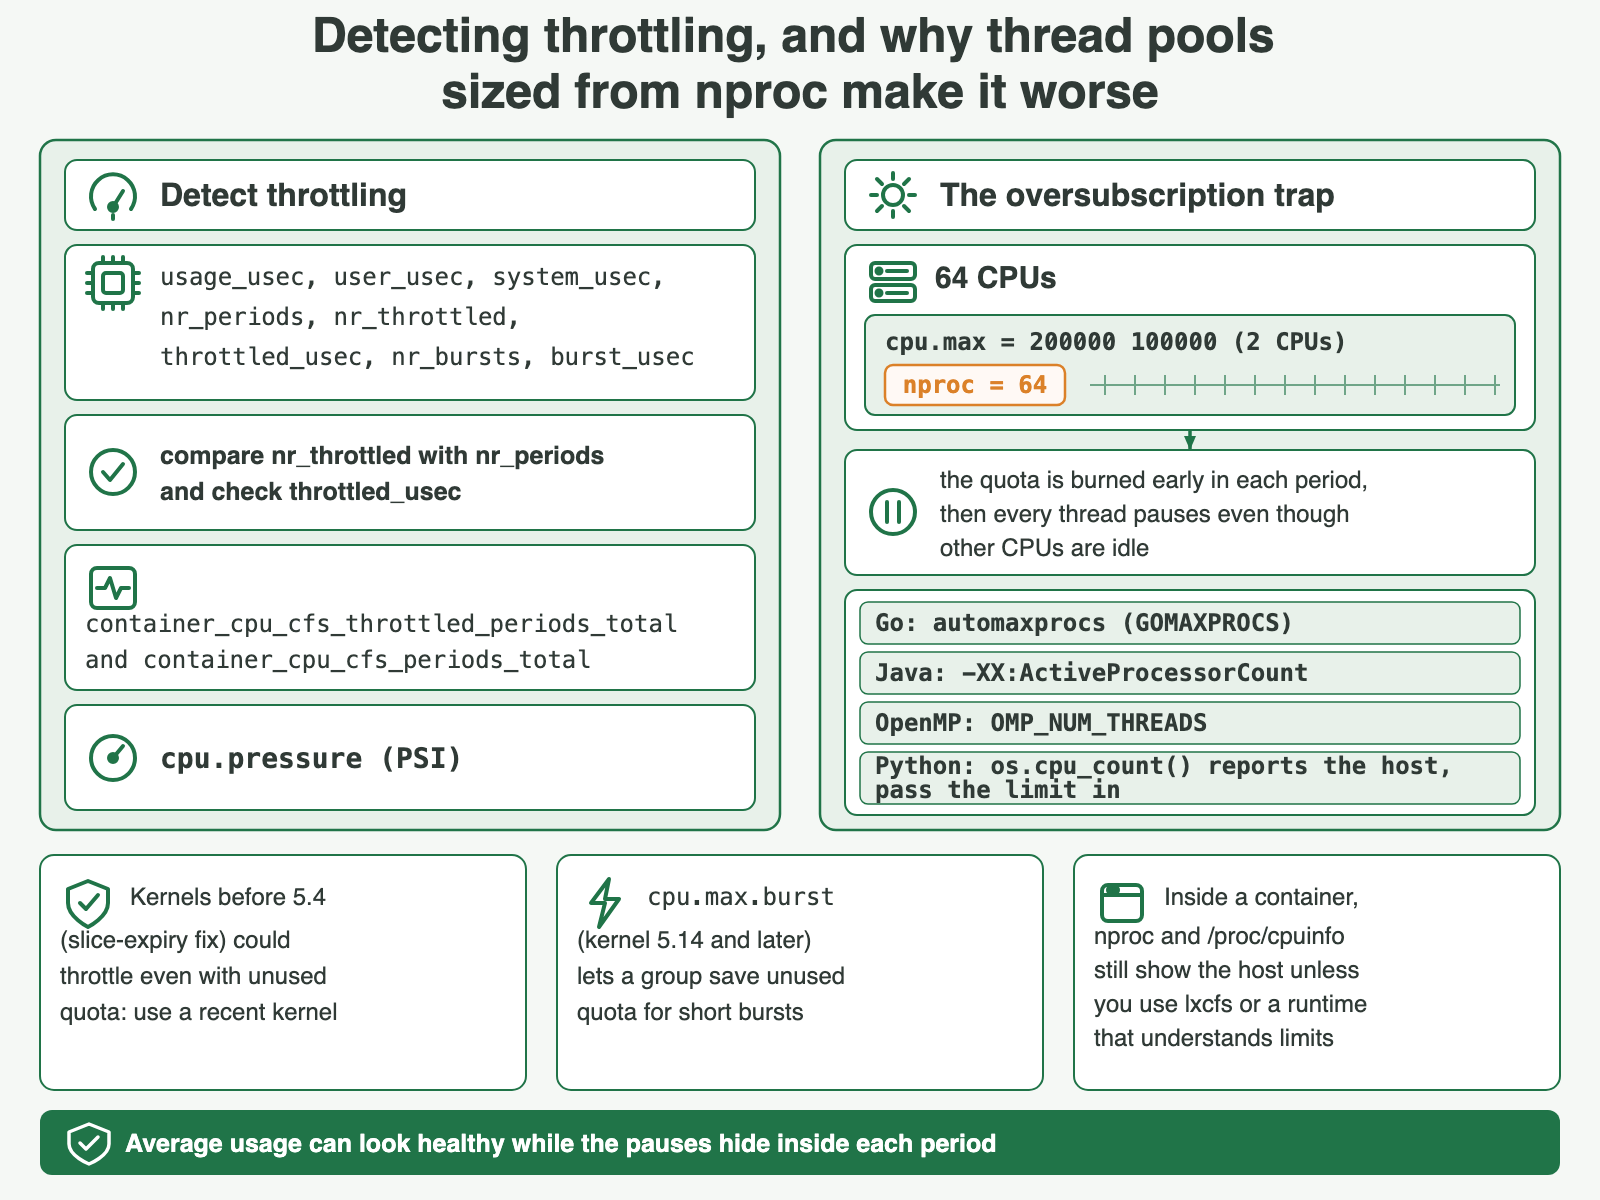 Detecting throttling, and why thread pools
sized from nproc make it worse
Detect throttling
usage_usec, user_usec, system_usec,
nr_periods, nr_throttled,
throttled_usec, nr_bursts, burst_usec
compare nr_throttled with nr_periods
and check throttled_usec
container_cpu_cfs_throttled_periods_total
and container_cpu_cfs_periods_total
cpu.pressure (PSI)
The oversubscription trap
64 CPUs
cpu.max = 200000 100000 (2 CPUs)
nproc = 64
the quota is burned early in each period,
then every thread pauses even though
other CPUs are idle
Go: automaxprocs (GOMAXPROCS)
Java: −XX:ActiveProcessorCount
OpenMP: OMP_NUM_THREADS
Python: os.cpu_count() reports the host,
pass the limit in
Kernels before 5.4
(slice-expiry fix) could
throttle even with unused
quota: use a recent kernel
cpu.max.burst
(kernel 5.14 and later)
lets a group save unused
quota for short bursts
Inside a container,
nproc and /proc/cpuinfo
still show the host unless
you use lxcfs or a runtime
that understands limits
Average usage can look healthy while the pauses hide inside each period